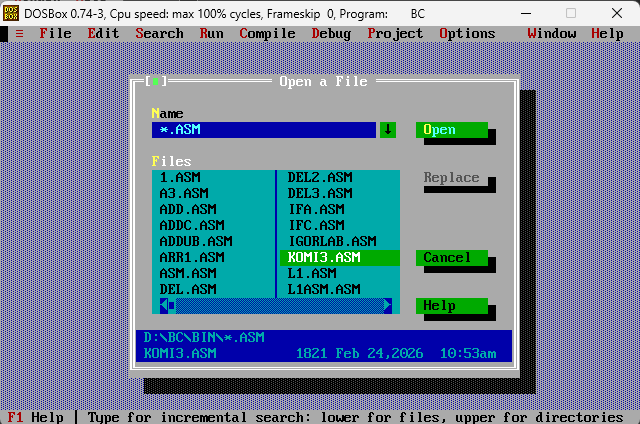 DOSBox 0.74-3, Cpu speed: max 100% cycles, Frameskip 0, Program: BC
≡ File Edit Search Run Compile Debug Project Options Window Help
Open a File
Name
*.ASM ↓ Open
Files
Replace
1.ASM DEL2.ASM
A3.ASM DEL3.ASM
ADD.ASM IFA.ASM
ADDC.ASM IFC.ASM
ADDUB.ASM IGORLAB.ASM
ARR1.ASM KOMI3.ASM Cancel
ASM.ASM L1.ASM
DEL.ASM L1ASM.ASM
Help
D:\BC\BIN\*.ASM
KOMI3.ASM 1821 Feb 24,2026 10:53am
F1 Help | Type for incremental search: lower for files, upper for directories